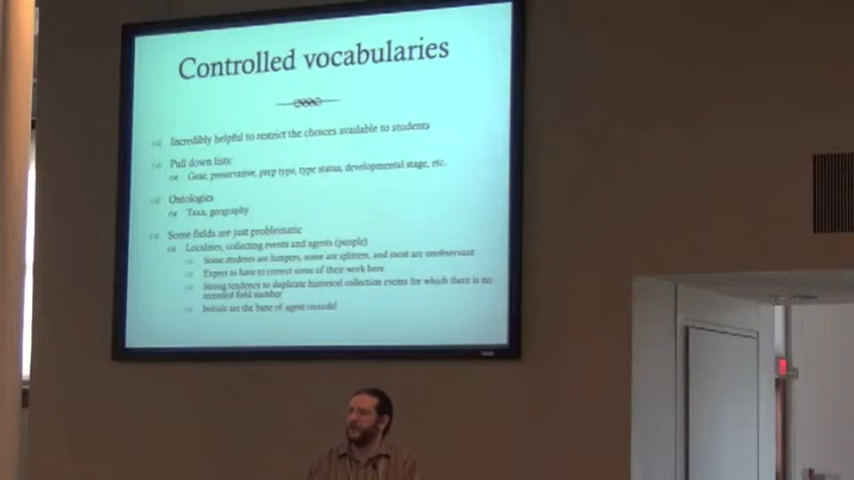 Controlled vocabularies
Incredibly helpful to restrict the choices available to students
Pull down lists:
Gear, preservative, prep type, type status, developmental stage, etc.
Ontologies
Taxa, geography
Some fields are just problematic
Localities, collecting events and agents (people)
Some students are lumpers, some are splitters, and most are unobservant
Expect to have to correct some of their work here
Strong tendency to duplicate historical collection events for which there is no
recorded field number
Initials are the bane of agent records!